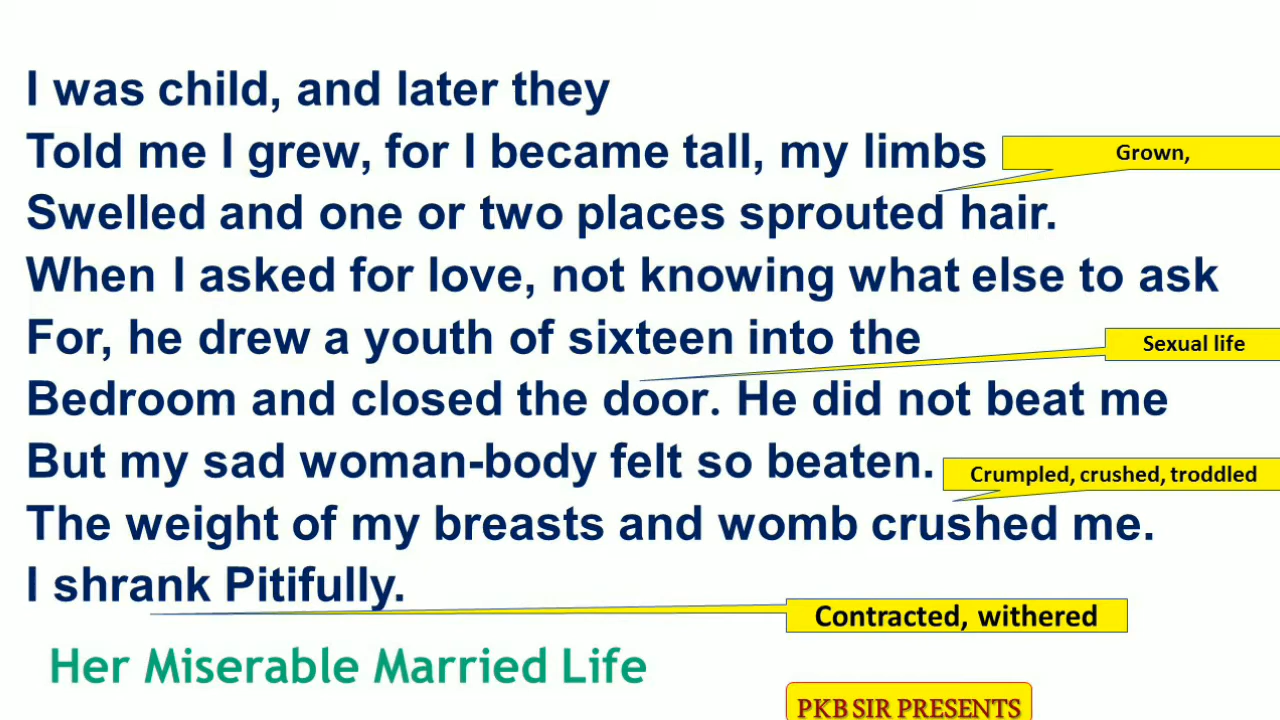 I was child, and later they
Told me I grew, for I became tall, my limbs
Grown,
Swelled and one or two places sprouted hair.
When I asked for love, not knowing what else to ask
For, he drew a youth of sixteen into the
Sexual life
Bedroom and closed the door. He did not beat me
But my sad woman-body felt so beaten.
Crumpled, crushed, troddled
The weight of my breasts and womb crushed me.
I shrank Pitifully.
Contracted, withered
Her Miserable Married Life
PKB SIR PRESENTS